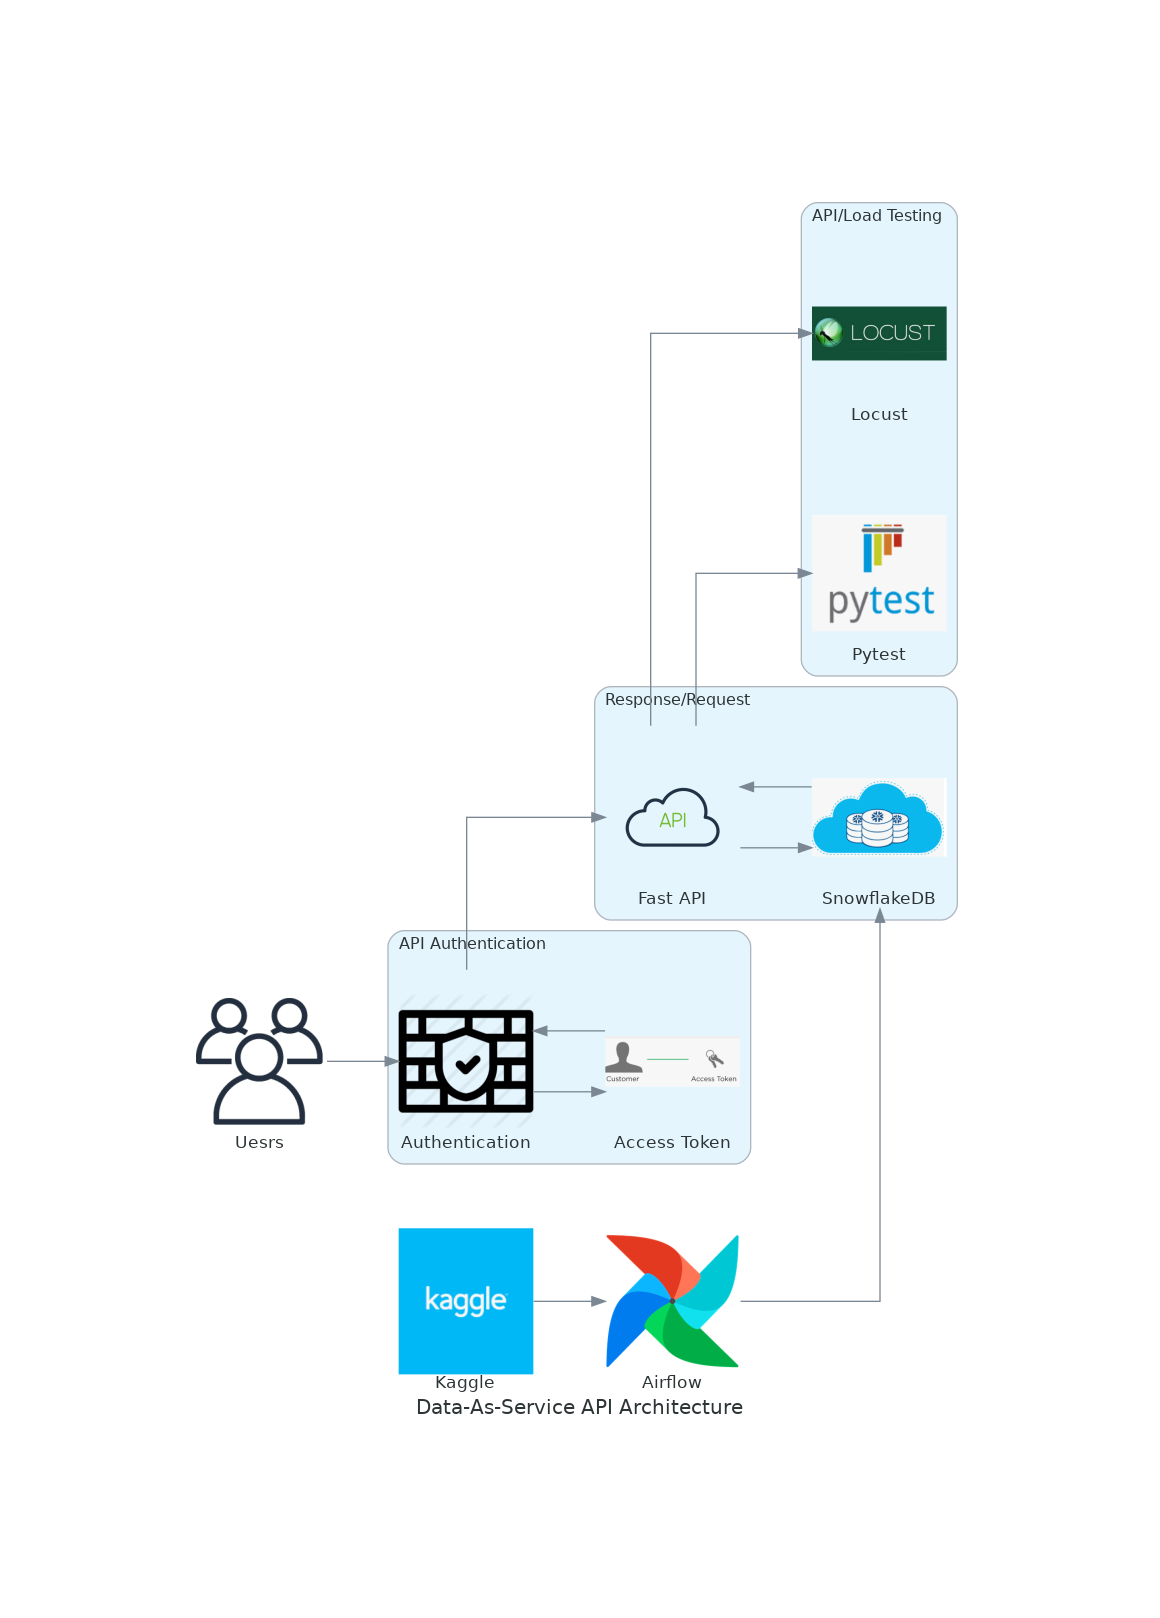 API/Load Testing
LOCUST
Locust
pytest
Pytest
Response/Request
API
Fast API
SnowflakeDB
API Authentication
Customer
Access Token
Uesrs
Authentication
Access Token
kaggle
Kaggle
Airflow
Data-As-Service API Architecture